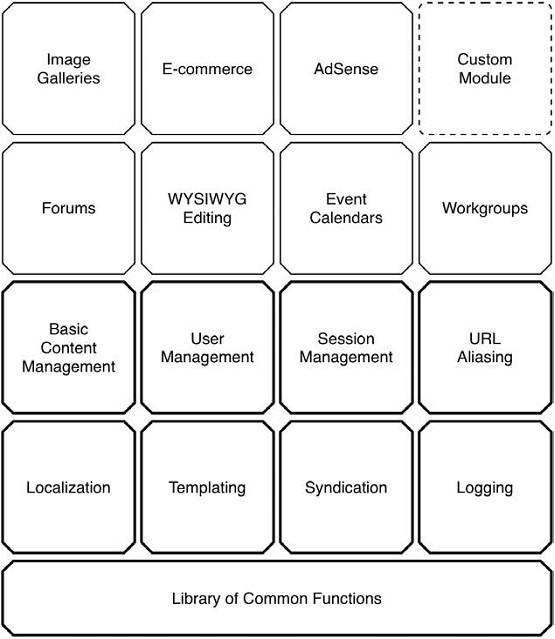 Image
Galleries
E-commerce
AdSense
Custom
Module
Forums
WYSIWYG
Editing
Event
Calendars
Workgroups
Basic
Content
Management
User
Management
Session
Management
URL
Aliasing
Localization
Templating
Syndication
Logging
Library of Common Functions